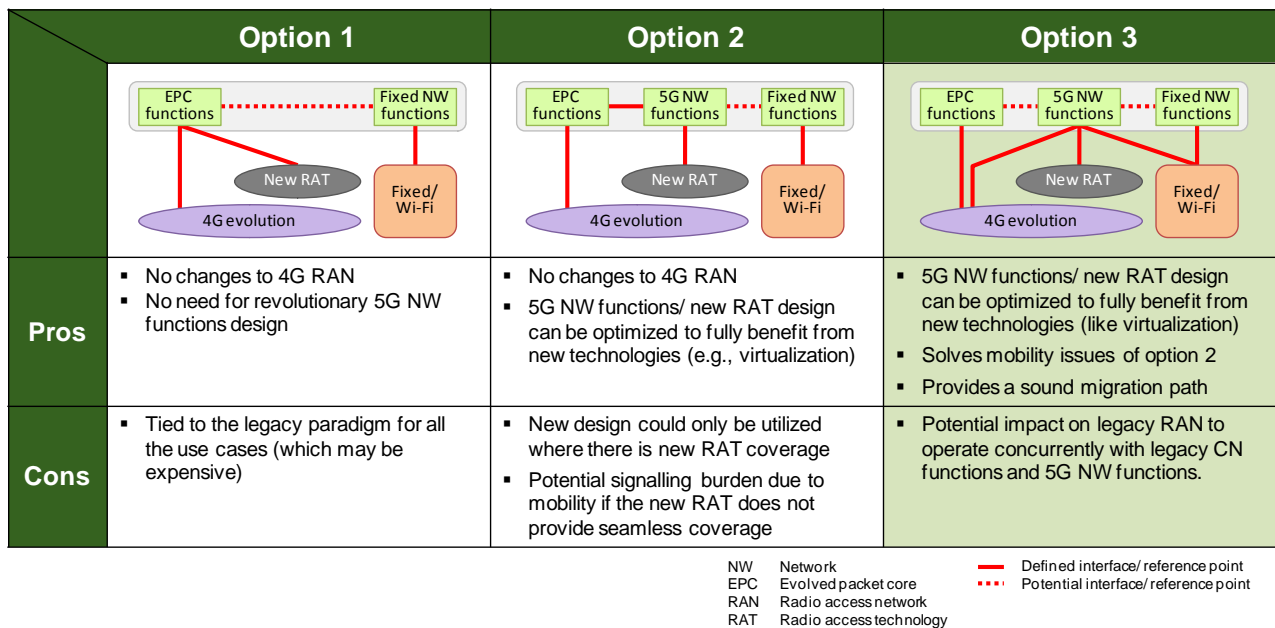 Option 1
Option 2
Option 3
EPC
functions
Fixed NW
functions
New RAT
4G evolution
Fixed/
Wi-Fi
EPC
functions
5G NW
functions
Fixed NW
functions
New RAT
4G evolution
Fixed/
Wi-Fi
EPC
functions
5G NW
functions
Fixed NW
functions
New RAT
4G evolution
Fixed/
Wi-Fi
Pros
▪ No changes to 4G RAN
▪ No need for revolutionary 5G NW
functions design
▪ No changes to 4G RAN
▪ 5G NW functions/ new RAT design
can be optimized to fully benefit from
new technologies (e.g., virtualization)
▪ 5G NW functions/ new RAT design
can be optimized to fully benefit from
new technologies (like virtualization)
▪ Solves mobility issues of option 2
▪ Provides a sound migration path
Cons
▪ Tied to the legacy paradigm for all
the use cases (which may be
expensive)
▪ New design could only be utilized
where there is new RAT coverage
▪ Potential signalling burden due to
mobility if the new RAT does not
provide seamless coverage
▪ Potential impact on legacy RAN to
operate concurrently with legacy CN
functions and 5G NW functions.
NW Network
EPC Evolved packet core
RAN Radio access network
RAT Radio access technology
Defined interface/ reference point
Potential interface/ reference point